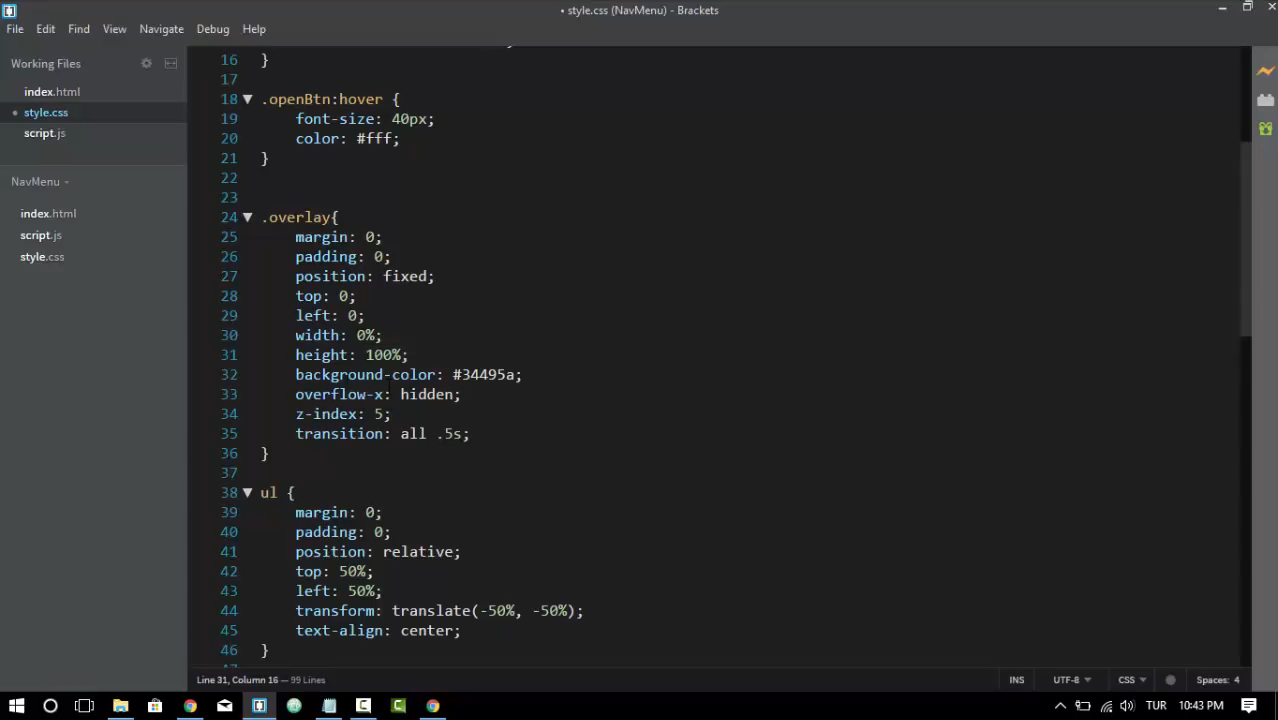 • style.css (NavMenu) - Brackets
File Edit Find View Navigate Debug Help
Working Files
index.html
• style.css
script.js
NavMenu
index.html
script.js
style.css
16 }
17
18 .openBtn:hover {
19 font-size: 40px;
20 color: #fff;
21 }
22
23
24 .overlay{
25 margin: 0;
26 padding: 0;
27 position: fixed;
28 top: 0;
29 left: 0;
30 width: 0%;
31 height: 100%;
32 background-color: #34495a;
33 overflow-x: hidden;
34 z-index: 5;
35 transition: all .5s;
36 }
37
38 ul {
39 margin: 0;
40 padding: 0;
41 position: relative;
42 top: 50%;
43 left: 50%;
44 transform: translate(-50%, -50%);
45 text-align: center;
46 }
Line 31, Column 16 — 99 Lines
INS UTF-8 CSS Spaces: 4
TUR 10:43 PM